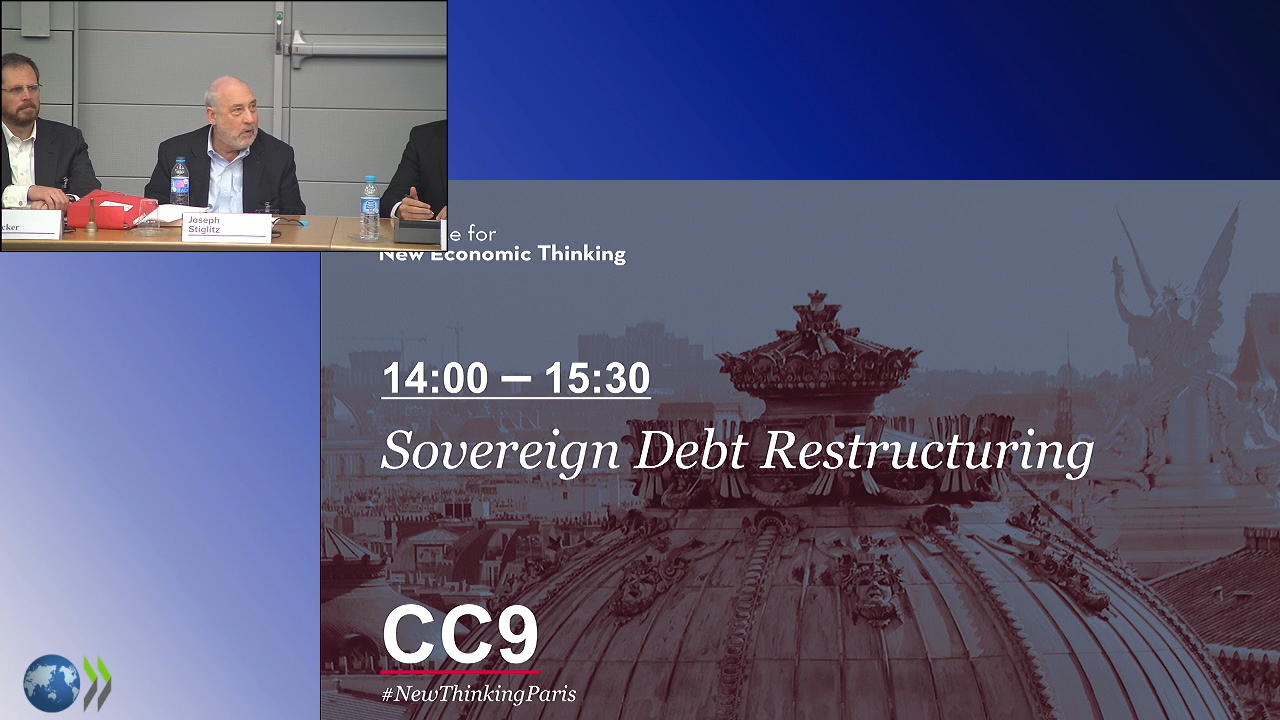 cker
Joseph
Stiglitz
e for
New Economic Thinking
14:00 – 15:30
Sovereign Debt Restructuring
CC9
#NewThinkingParis